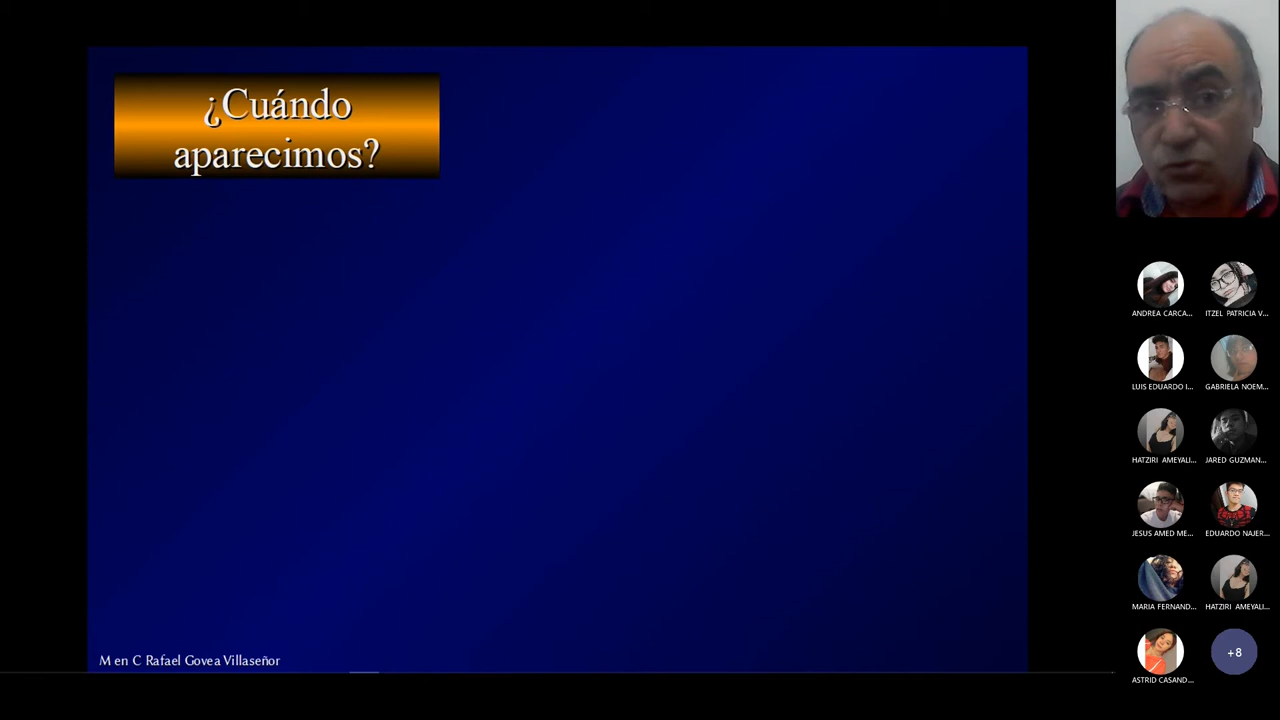 ¿Cuándo
aparecimos?
M en C Rafael Govea Villaseñor
ANDREA CARCA...
ITZEL PATRICIA V...
LUIS EDUARDO I...
GABRIELA NOEM...
HATZIRI AMEYALI...
JARED GUZMAN...
JESUS AMED ME...
EDUARDO NAJER...
MARIA FERNAND...
HATZIRI AMEYALI...
ASTRID CASAND...
+8